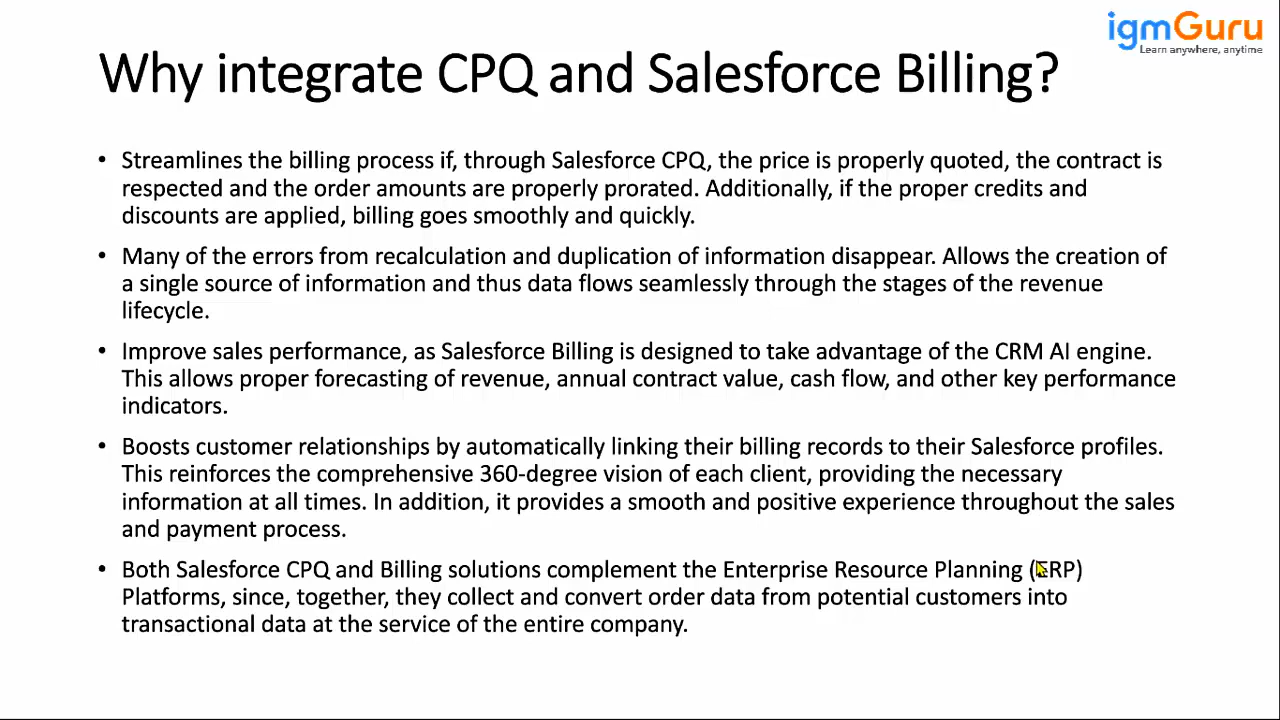 igmGuru
Learn anywhere, anytime
Why integrate CPQ and Salesforce Billing?
• Streamlines the billing process if, through Salesforce CPQ, the price is properly quoted, the contract is
respected and the order amounts are properly prorated. Additionally, if the proper credits and
discounts are applied, billing goes smoothly and quickly.
• Many of the errors from recalculation and duplication of information disappear. Allows the creation of
a single source of information and thus data flows seamlessly through the stages of the revenue
lifecycle.
• Improve sales performance, as Salesforce Billing is designed to take advantage of the CRM AI engine.
This allows proper forecasting of revenue, annual contract value, cash flow, and other key performance
indicators.
• Boosts customer relationships by automatically linking their billing records to their Salesforce profiles.
This reinforces the comprehensive 360-degree vision of each client, providing the necessary
information at all times. In addition, it provides a smooth and positive experience throughout the sales
and payment process.
• Both Salesforce CPQ and Billing solutions complement the Enterprise Resource Planning (ERP)
Platforms, since, together, they collect and convert order data from potential customers into
transactional data at the service of the entire company.